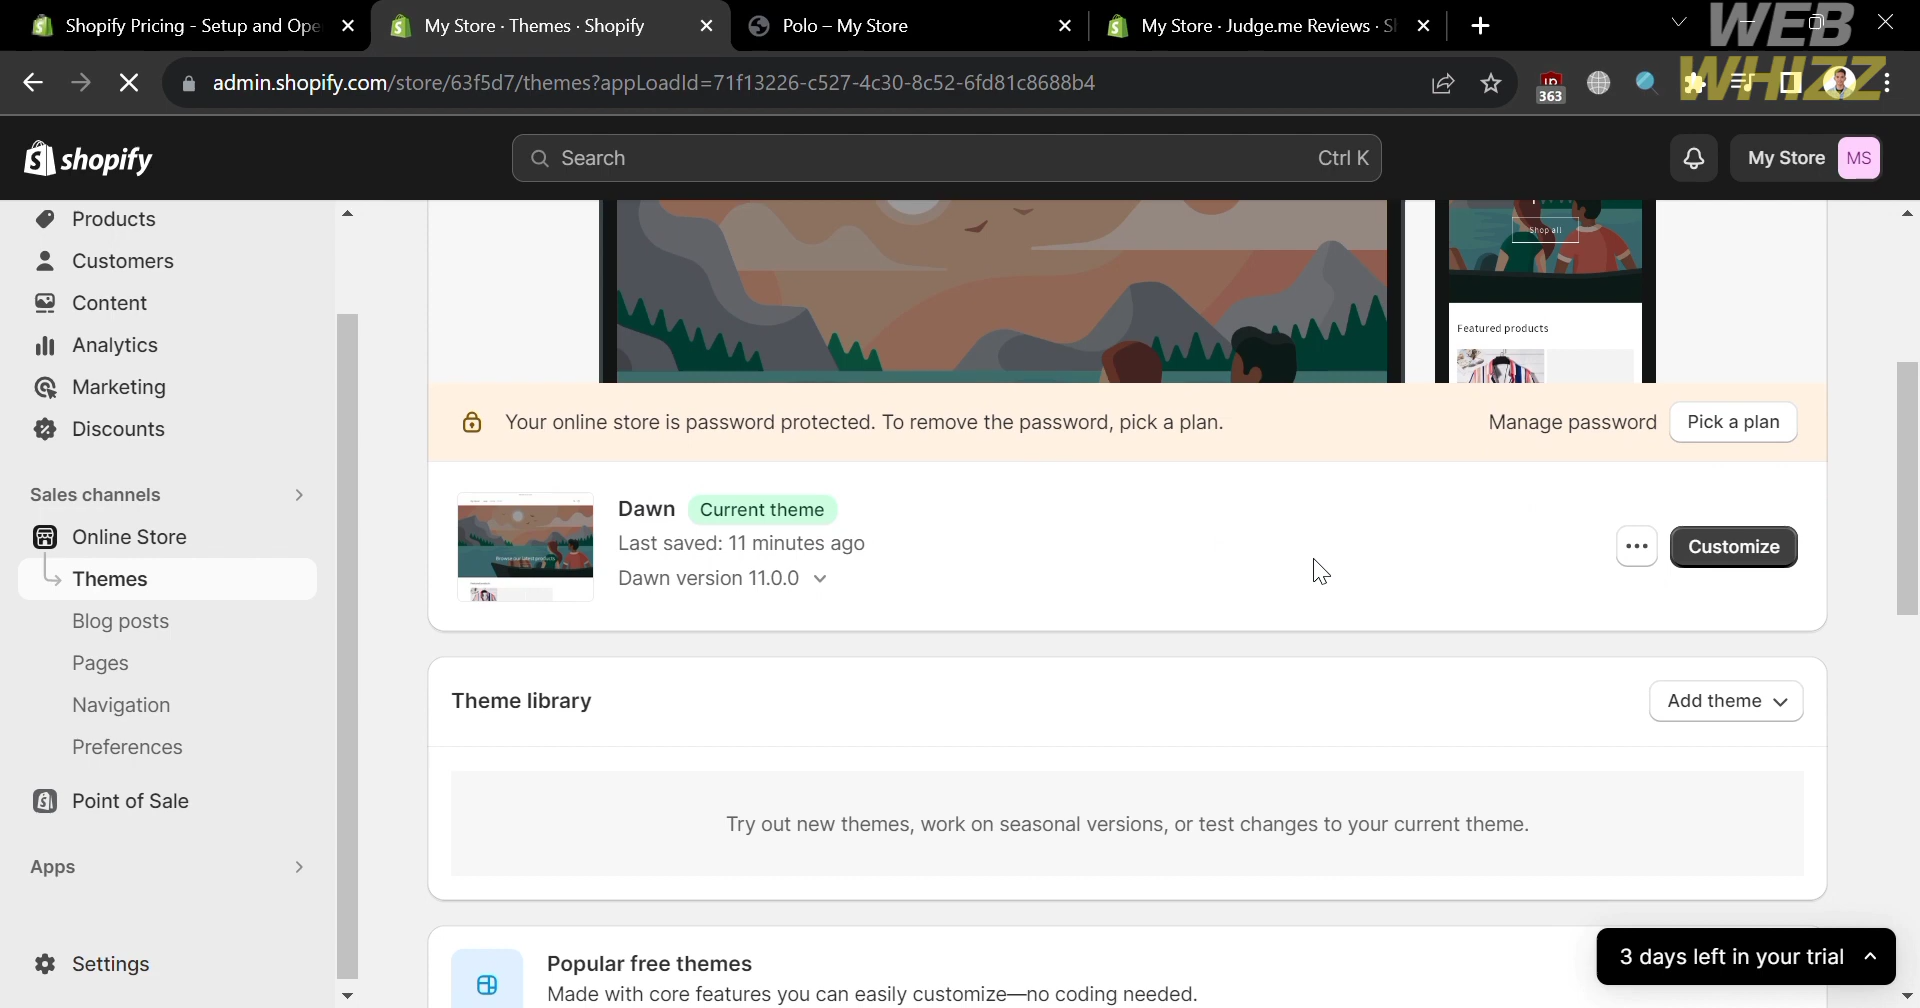 Shopify Pricing - Setup and Ope
My Store · Themes · Shopify
Polo – My Store
My Store · Judge.me Reviews · S
WEB
WHIZZ
admin.shopify.com/store/63f5d7/themes?appLoadId=71f13226-c527-4c30-8c52-6fd81c8688b4
363
shopify
Search
Ctrl K
My Store
MS
Products
Customers
Content
Analytics
Marketing
Discounts
Sales channels
Online Store
Themes
Blog posts
Pages
Navigation
Preferences
Point of Sale
Apps
Settings
Shop all
Featured products
Your online store is password protected. To remove the password, pick a plan.
Manage password
Pick a plan
Browse our latest products
Dawn
Current theme
Last saved: 11 minutes ago
Dawn version 11.0.0
Customize
Theme library
Add theme
Try out new themes, work on seasonal versions, or test changes to your current theme.
Popular free themes
Made with core features you can easily customize—no coding needed.
3 days left in your trial